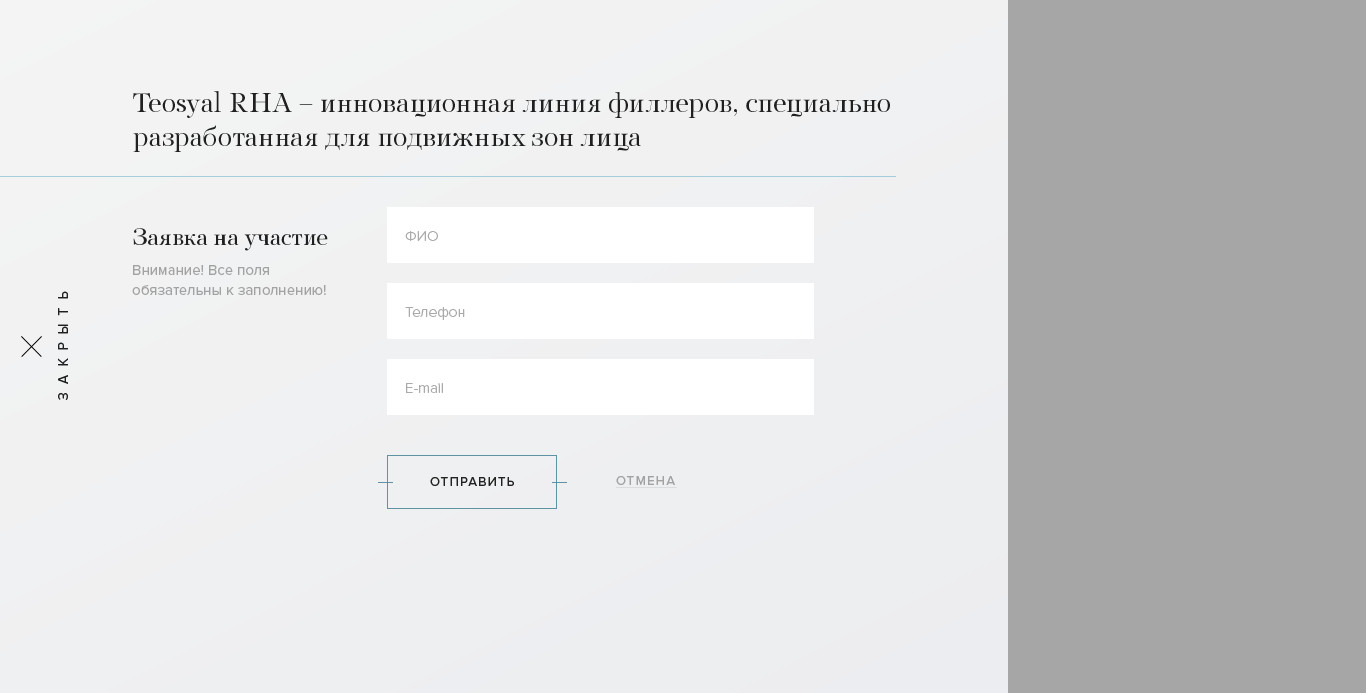 Teosyal RHA – инновационная линия филлеров, специально
разработанная для подвижных зон лица
Заявка на участие
Внимание! Все поля
обязательны к заполнению!
ФИО
Телефон
E-mail
ЗАКРЫТЬ
ОТПРАВИТЬ
ОТМЕНА